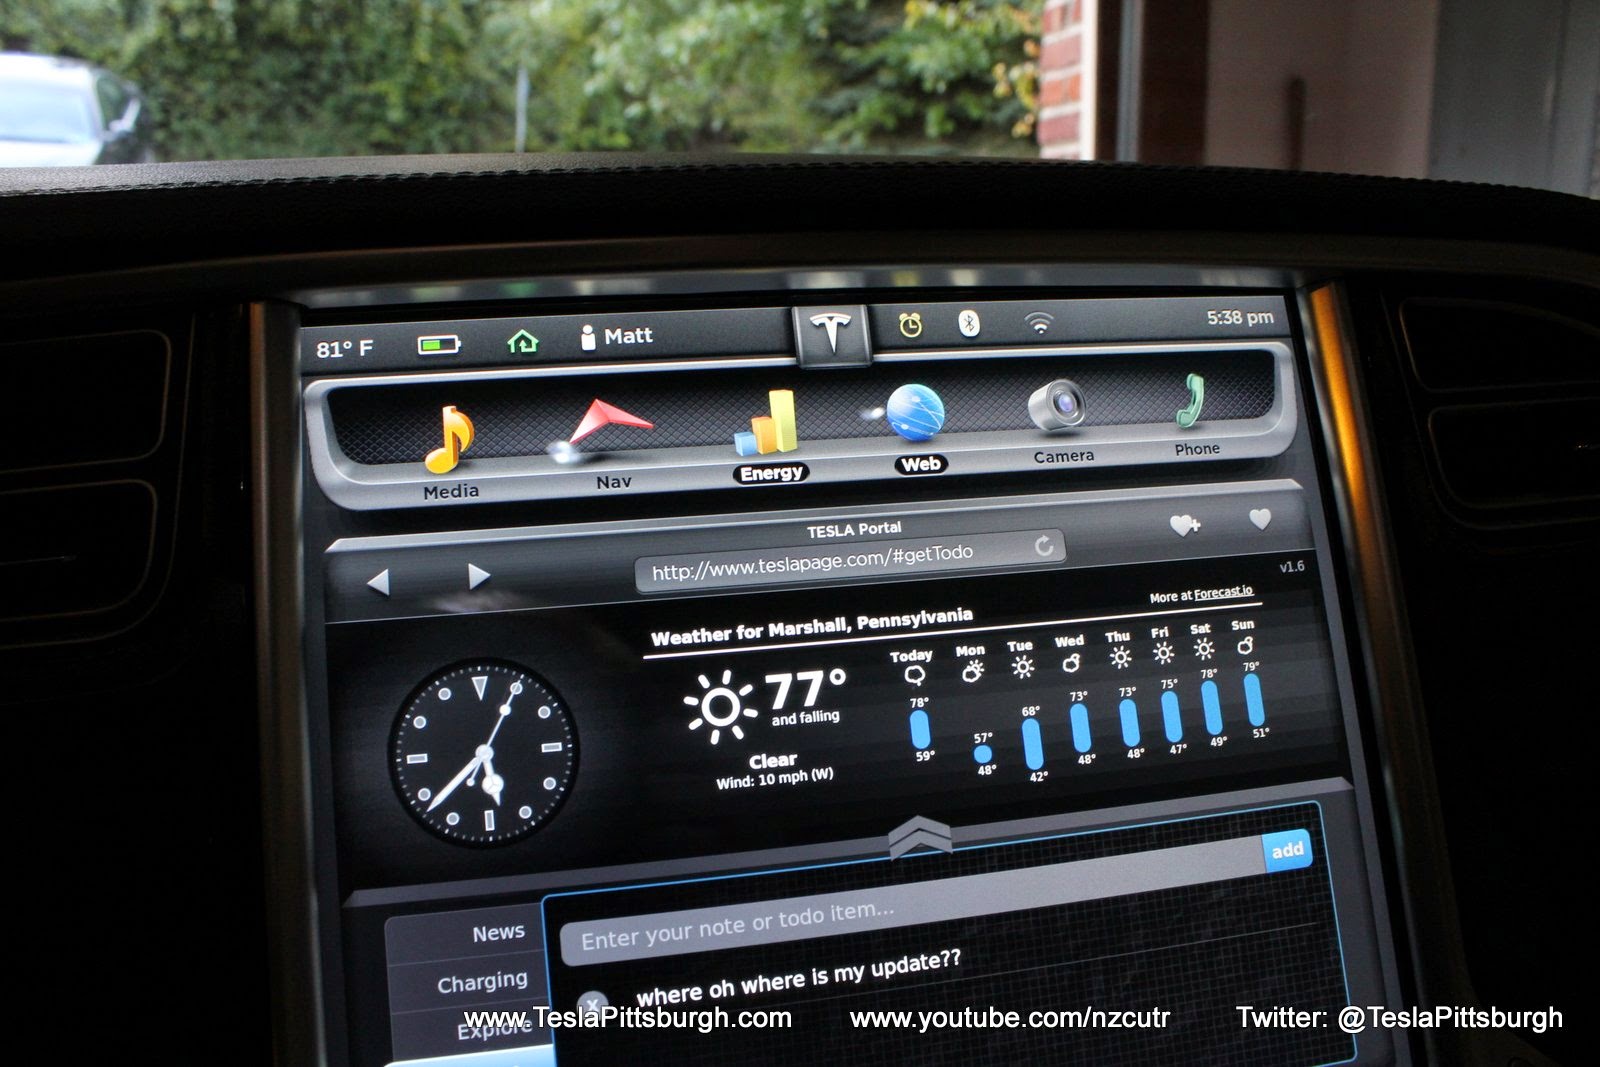 81° F Matt 5:38 pm
Media Nav Energy Web Camera Phone
TESLA Portal
http://www.teslapage.com/#getTodo
v1.6
More at Forecast.io
Weather for Marshall, Pennsylvania
Today Mon Tue Wed Thu Fri Sat Sun
77°
and falling
Clear
Wind: 10 mph (W)
78° 57° 68° 73° 73° 75° 78° 79°
59° 48° 42° 48° 48° 47° 49° 51°
Enter your note or todo item... add
where oh where is my update??
x
News
Charging
Explore
www.TeslaPittsburgh.com www.youtube.com/nzcutr Twitter: @TeslaPittsburgh